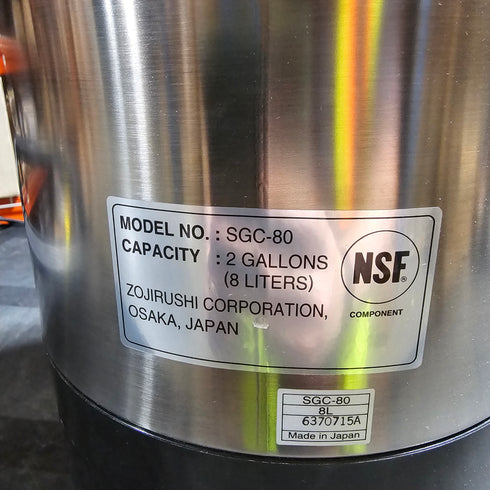 MODEL NO. : SGC-80
CAPACITY : 2 GALLONS
(8 LITERS)
ZOJIRUSHI CORPORATION,
OSAKA, JAPAN
NSF®
COMPONENT
SGC-80
8L
6370715A
Made in Japan